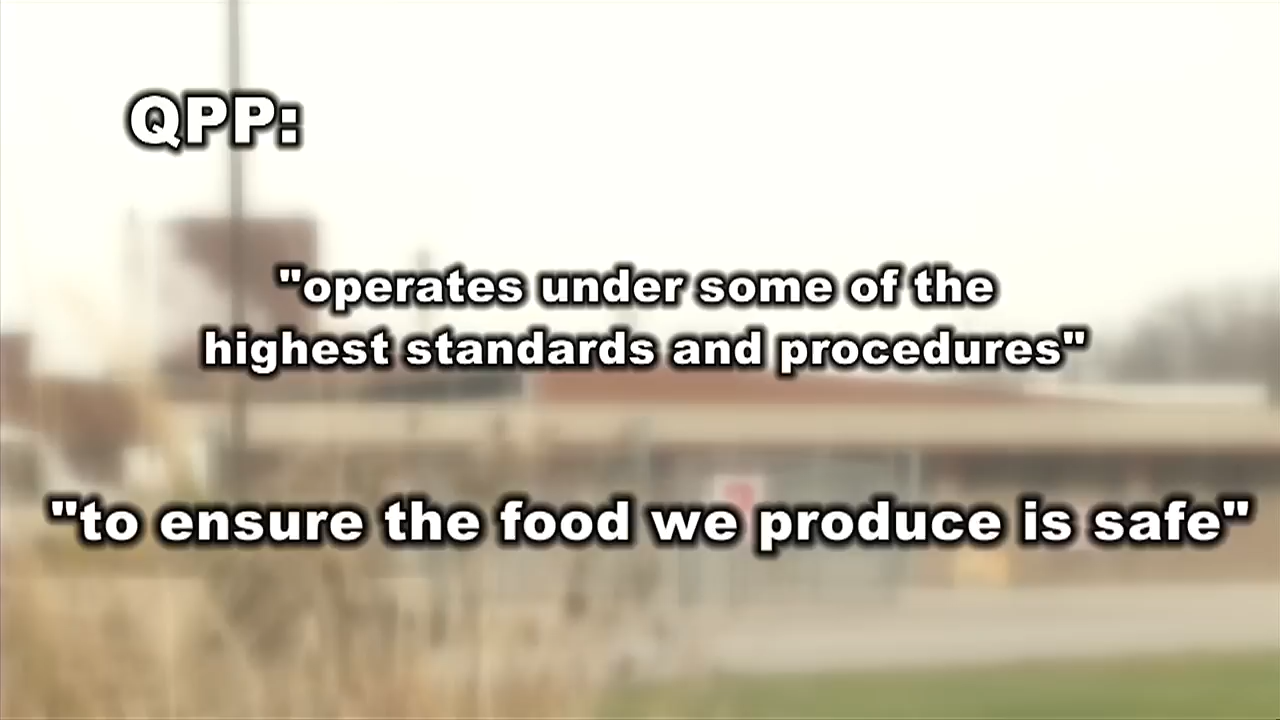 QPP:
"operates under some of the
highest standards and procedures"
"to ensure the food we produce is safe"